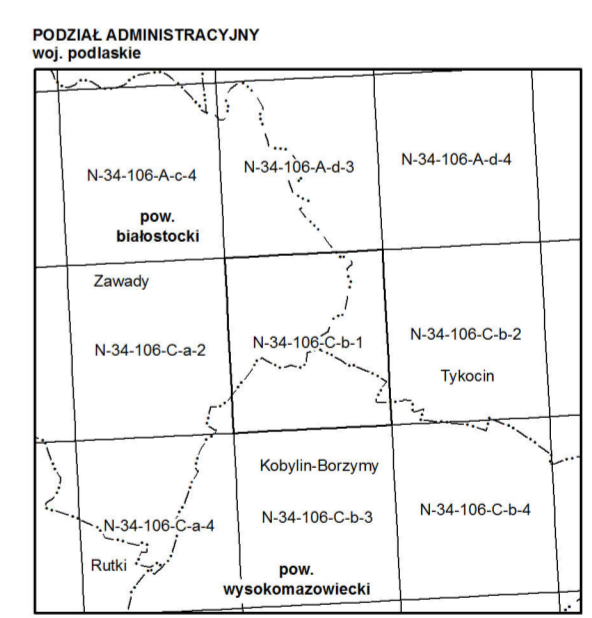 PODZIAŁ ADMINISTRACYJNY
woj. podlaskie
N-34-106-A-c-4
N-34-106-A-d-3
N-34-106-A-d-4
pow.
białostocki
Zawady
N-34-106-C-a-2
N-34-106-C-b-1
N-34-106-C-b-2
Tykocin
Kobylin-Borzymy
N-34-106-C-a-4
N-34-106-C-b-3
N-34-106-C-b-4
Rutki
pow.
wysokomazowiecki